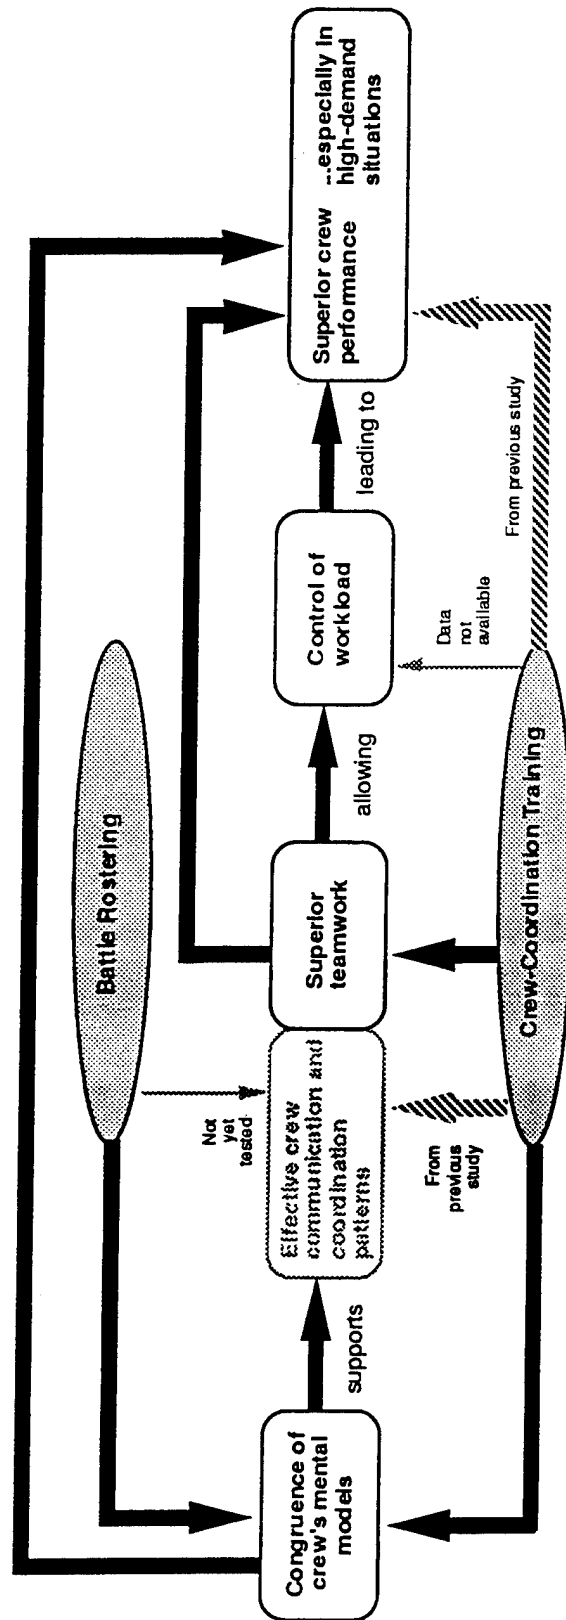 Battle Rostering
Not
yet
tested
Congruence of
crew's mental
models
supports
Effective crew
communication and
coordination
patterns
Superior
teamwork
allowing
Control of
workload
leading to
Superior crew
performance
...especially in
high-demand
situations
From
previous
study
Data
not
available
From previous study
Crew-Coordination Training